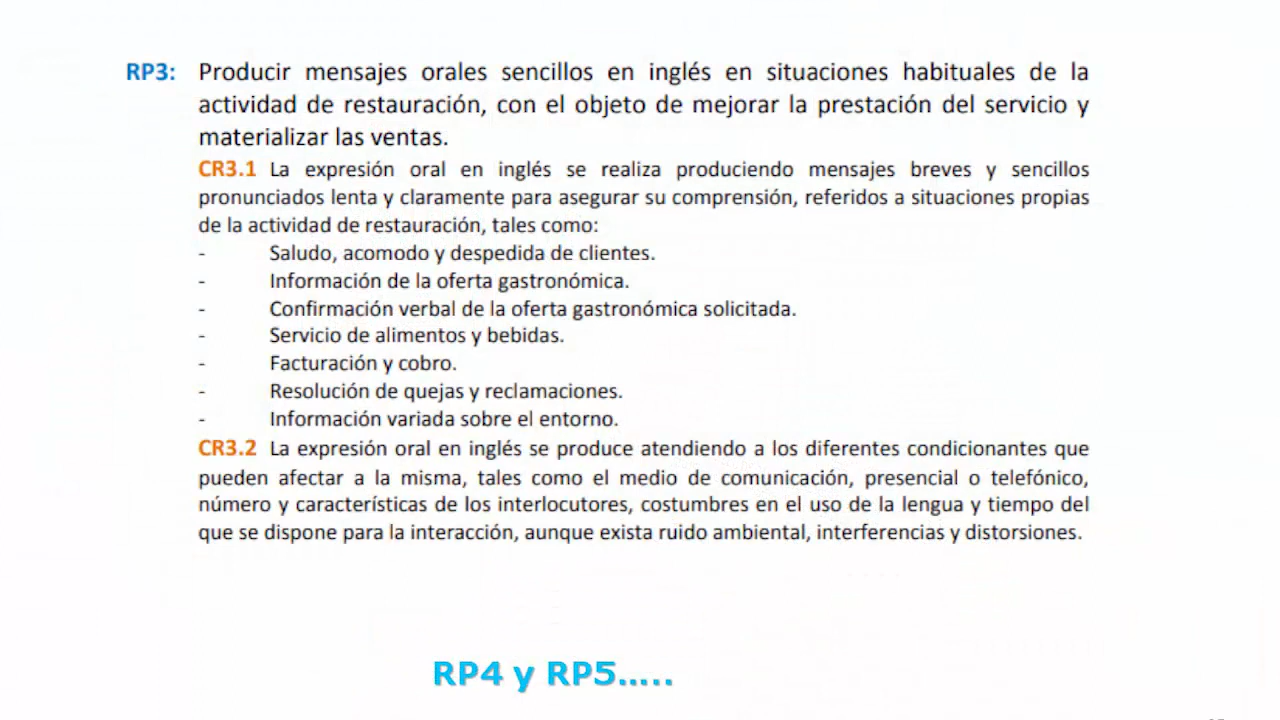 RP3: Producir mensajes orales sencillos en inglés en situaciones habituales de la
actividad de restauración, con el objeto de mejorar la prestación del servicio y
materializar las ventas.
CR3.1 La expresión oral en inglés se realiza produciendo mensajes breves y sencillos
pronunciados lenta y claramente para asegurar su comprensión, referidos a situaciones propias
de la actividad de restauración, tales como:
- Saludo, acomodo y despedida de clientes.
- Información de la oferta gastronómica.
- Confirmación verbal de la oferta gastronómica solicitada.
- Servicio de alimentos y bebidas.
- Facturación y cobro.
- Resolución de quejas y reclamaciones.
- Información variada sobre el entorno.
CR3.2 La expresión oral en inglés se produce atendiendo a los diferentes condicionantes que
pueden afectar a la misma, tales como el medio de comunicación, presencial o telefónico,
número y características de los interlocutores, costumbres en el uso de la lengua y tiempo del
que se dispone para la interacción, aunque exista ruido ambiental, interferencias y distorsiones.
RP4 y RP5.....